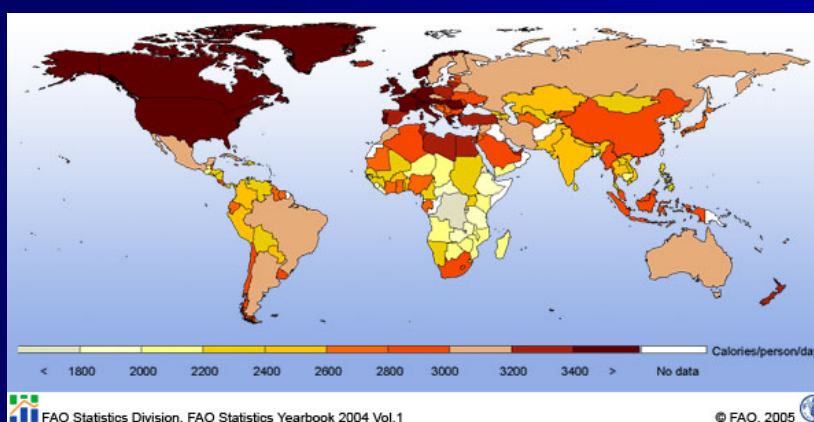 Calories/person/da
< 1800 2000 2200 2400 2600 2800 3000 3200 3400 > No data
FAO Statistics Division, FAO Statistics Yearbook 2004 Vol.1
© FAO, 2005